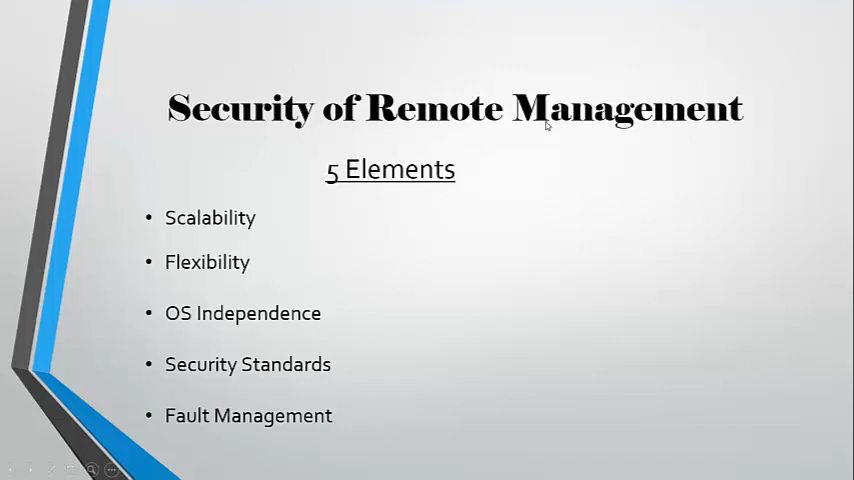 Security of Remote Management
5 Elements
• Scalability
• Flexibility
• OS Independence
• Security Standards
• Fault Management